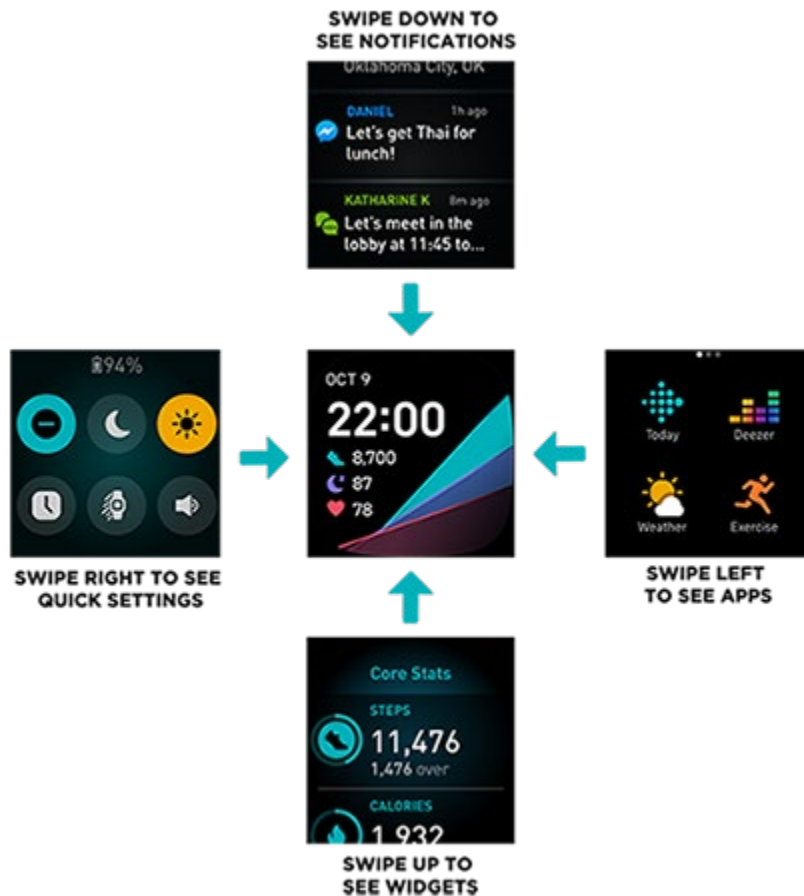 SWIPE DOWN TO
SEE NOTIFICATIONS
Oklahoma City, OK
DANIEL 1h ago
Let's get Thai for
lunch!
KATHARINE K 8m ago
Let's meet in the
lobby at 11:45 to...
94%
SWIPE RIGHT TO SEE
QUICK SETTINGS
OCT 9
22:00
8,700
87
78
Today
Deezer
Weather
Exercise
SWIPE LEFT
TO SEE APPS
Core Stats
STEPS
11,476
1,476 over
CALORIES
1,932
SWIPE UP TO
SEE WIDGETS